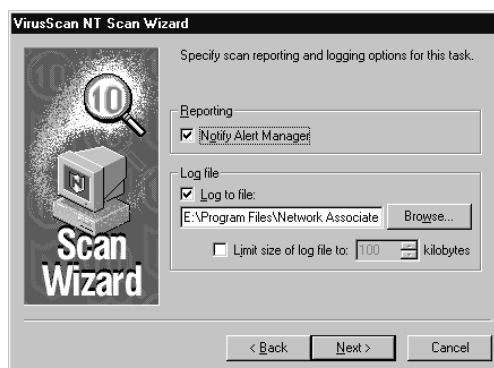 VirusScan NT Scan Wizard
Specify scan reporting and logging options for this task.
Reporting
Notify Alert Manager
Log file
Log to file:
E:\Program Files\Network Associate
Browse...
Limit size of log file to: 100 kilobytes
10
N
Scan
Wizard
< Back
Next >
Cancel